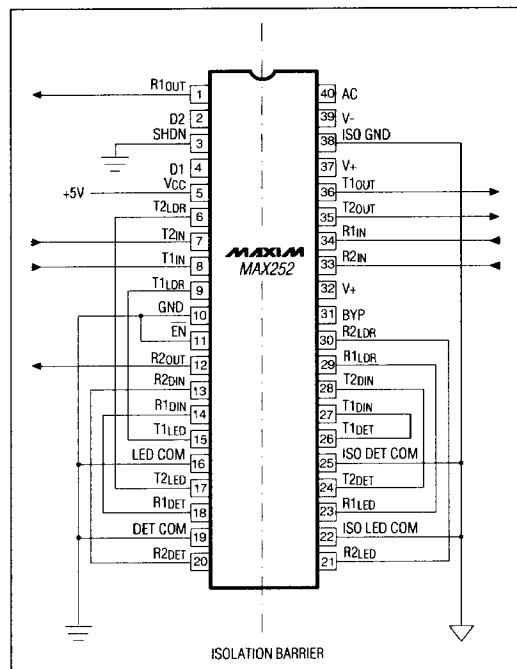 R1OUT 1 40 AC
D2 2 39 V-
SHDN 3 38 ISO GND
D1 4 37 V+
+5V VCC 5 36 T1OUT
T2LDR 6 35 T2OUT
T2IN 7 34 R1IN
T1IN 8 33 R2IN
MAXIM
MAX252
T1LDR 9 32 V+
GND 10 31 BYP
EN 11 30 R2LDR
R2OUT 12 29 R1LDR
R2DIN 13 28 T2DIN
R1DIN 14 27 T1DIN
T1LED 15 26 T1DET
LED COM 16 25 ISO DET COM
T2LED 17 24 T2DET
R1DET 18 23 R1LED
DET COM 19 22 ISO LED COM
R2DET 20 21 R2LED
ISOLATION BARRIER